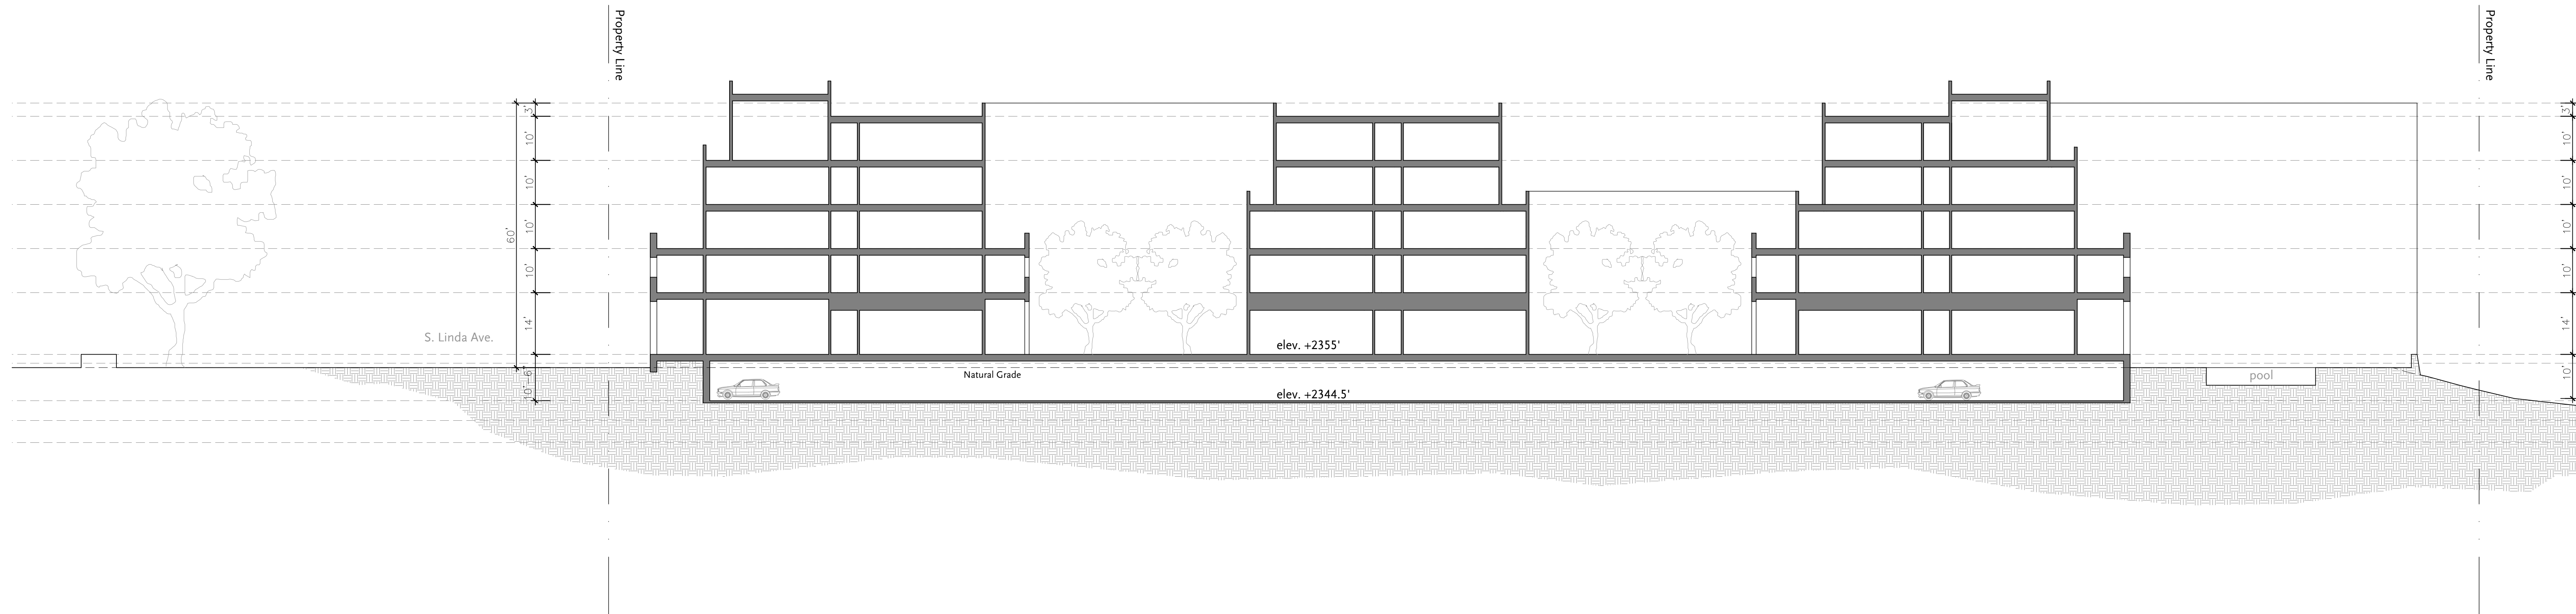 Property Line
Property Line
3'
10'
10'
10'
10'
14'
60'
10'-6"
S. Linda Ave.
elev. +2355'
Natural Grade
elev. +2344.5'
pool
3'
10'
10'
10'
10'
14'
10'